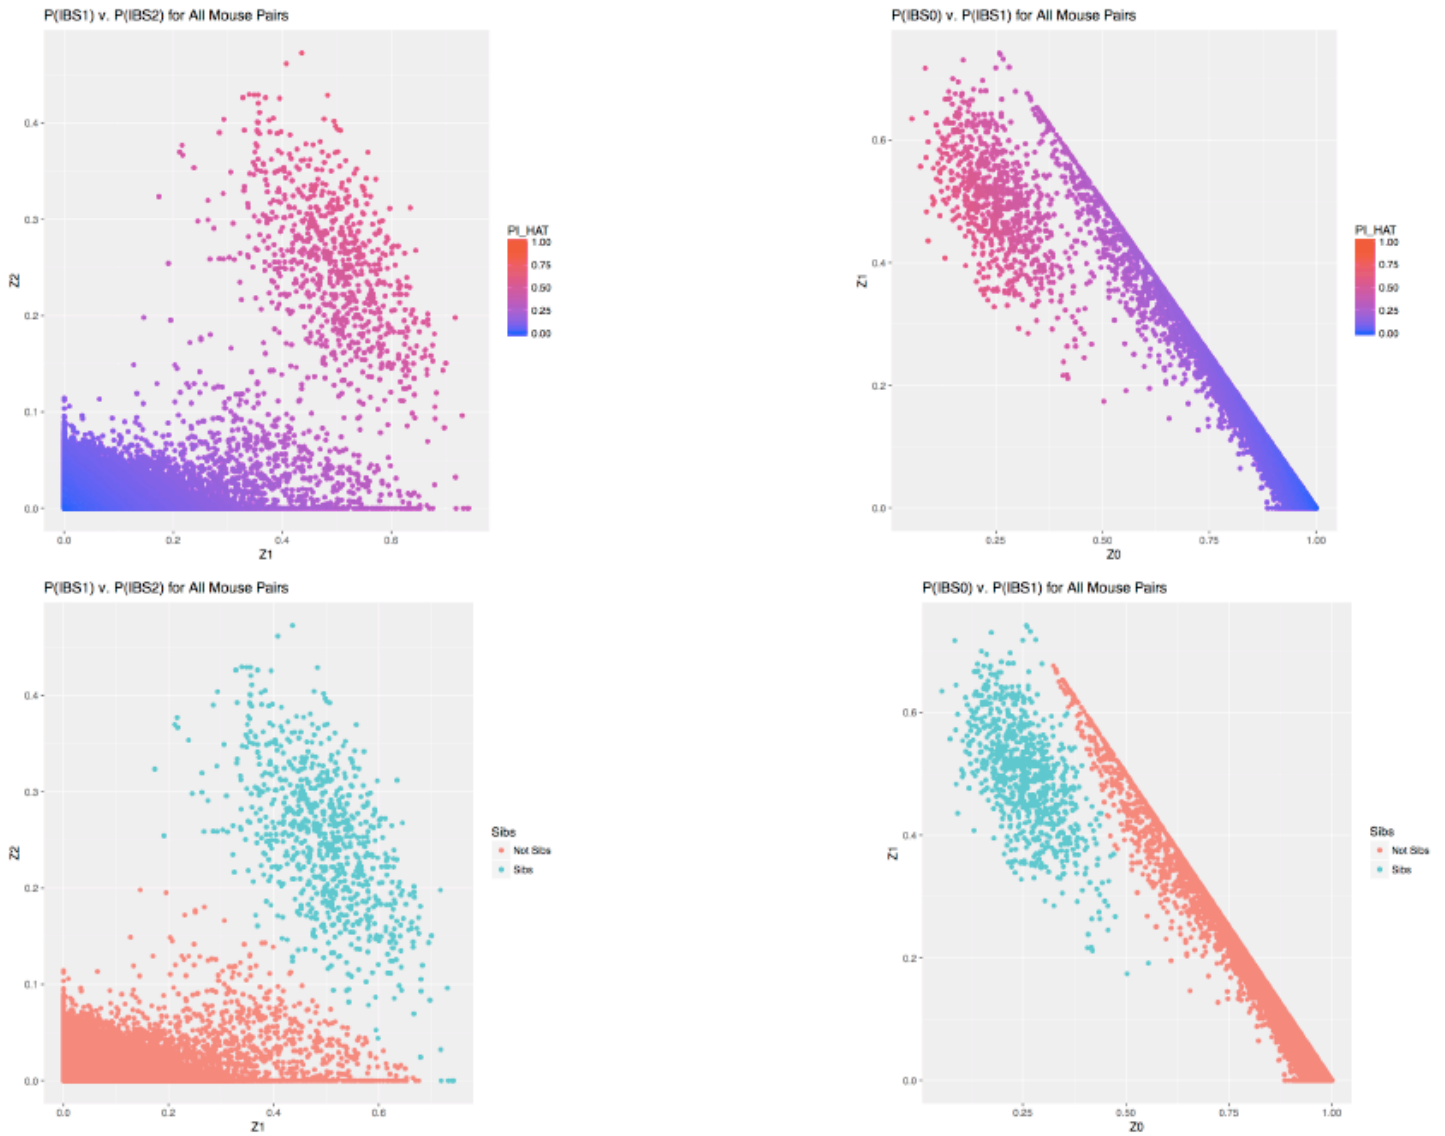 P(IBS1) v. P(IBS2) for All Mouse Pairs
Z2
0.4
0.3
0.2
0.1
0.0
0.0 0.2 0.4 0.6
Z1
PI_HAT
1.00
0.75
0.50
0.25
0.00
P(IBS0) v. P(IBS1) for All Mouse Pairs
Z1
0.6
0.4
0.2
0.0
0.25 0.50 0.75 1.00
Z0
PI_HAT
1.00
0.75
0.50
0.25
0.00
P(IBS1) v. P(IBS2) for All Mouse Pairs
Z2
0.4
0.3
0.2
0.1
0.0
0.0 0.2 0.4 0.6
Z1
Sibs
Not Sibs
Sibs
P(IBS0) v. P(IBS1) for All Mouse Pairs
Z1
0.6
0.4
0.2
0.0
0.25 0.50 0.75 1.00
Z0
Sibs
Not Sibs
Sibs